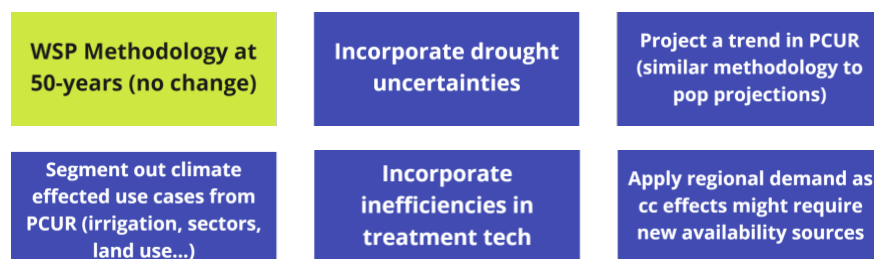 WSP Methodology at
50-years (no change)
Incorporate drought
uncertainties
Project a trend in PCUR
(similar methodology to
pop projections)
Segment out climate
effected use cases from
PCUR (irrigation, sectors,
land use...)
Incorporate
inefficiencies in
treatment tech
Apply regional demand as
cc effects might require
new availability sources